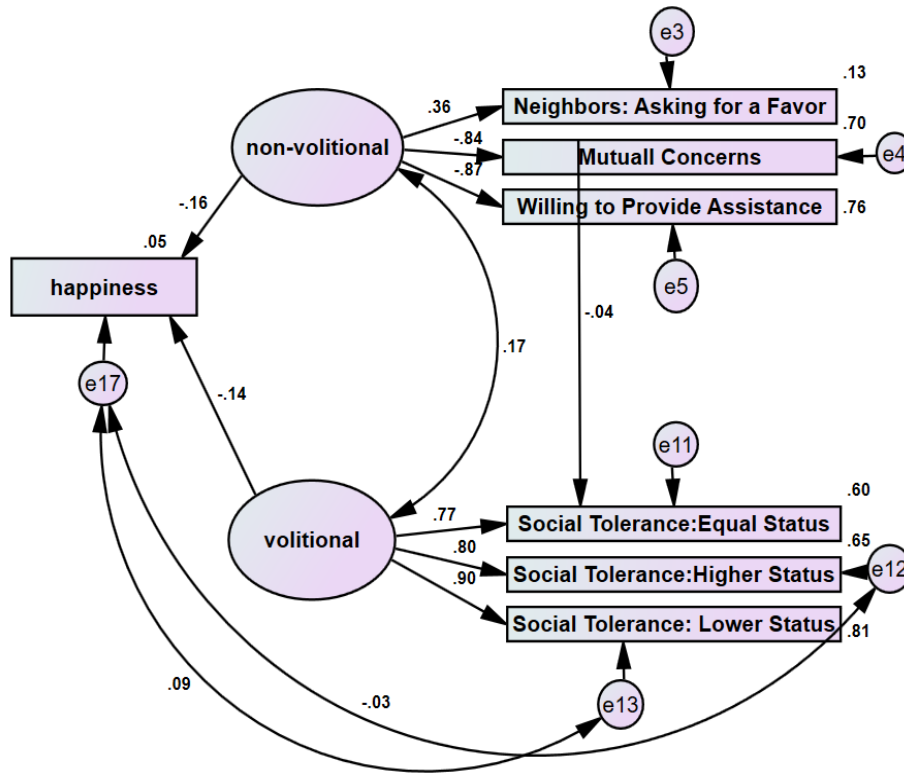 e3
.13
Neighbors: Asking for a Favor
.36
.70
non-volitional
-.84
Mutuall Concerns
e4
-.87
Willing to Provide Assistance
.76
-.16
.05
happiness
e5
-.04
.17
e17
-.14
e11
.60
.77
Social Tolerance:Equal Status
volitional
.80
.65
Social Tolerance:Higher Status
e12
.90
Social Tolerance: Lower Status
.81
.09
-.03
e13